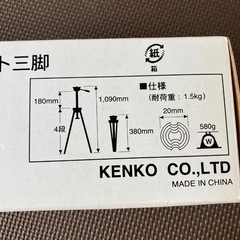 ト三脚
紙
箱
■仕様
(耐荷重：1.5kg)
180mm
1,090mm
20mm
4段
380mm
580g
W
KENKO CO.,LTD
MADE IN CHINA